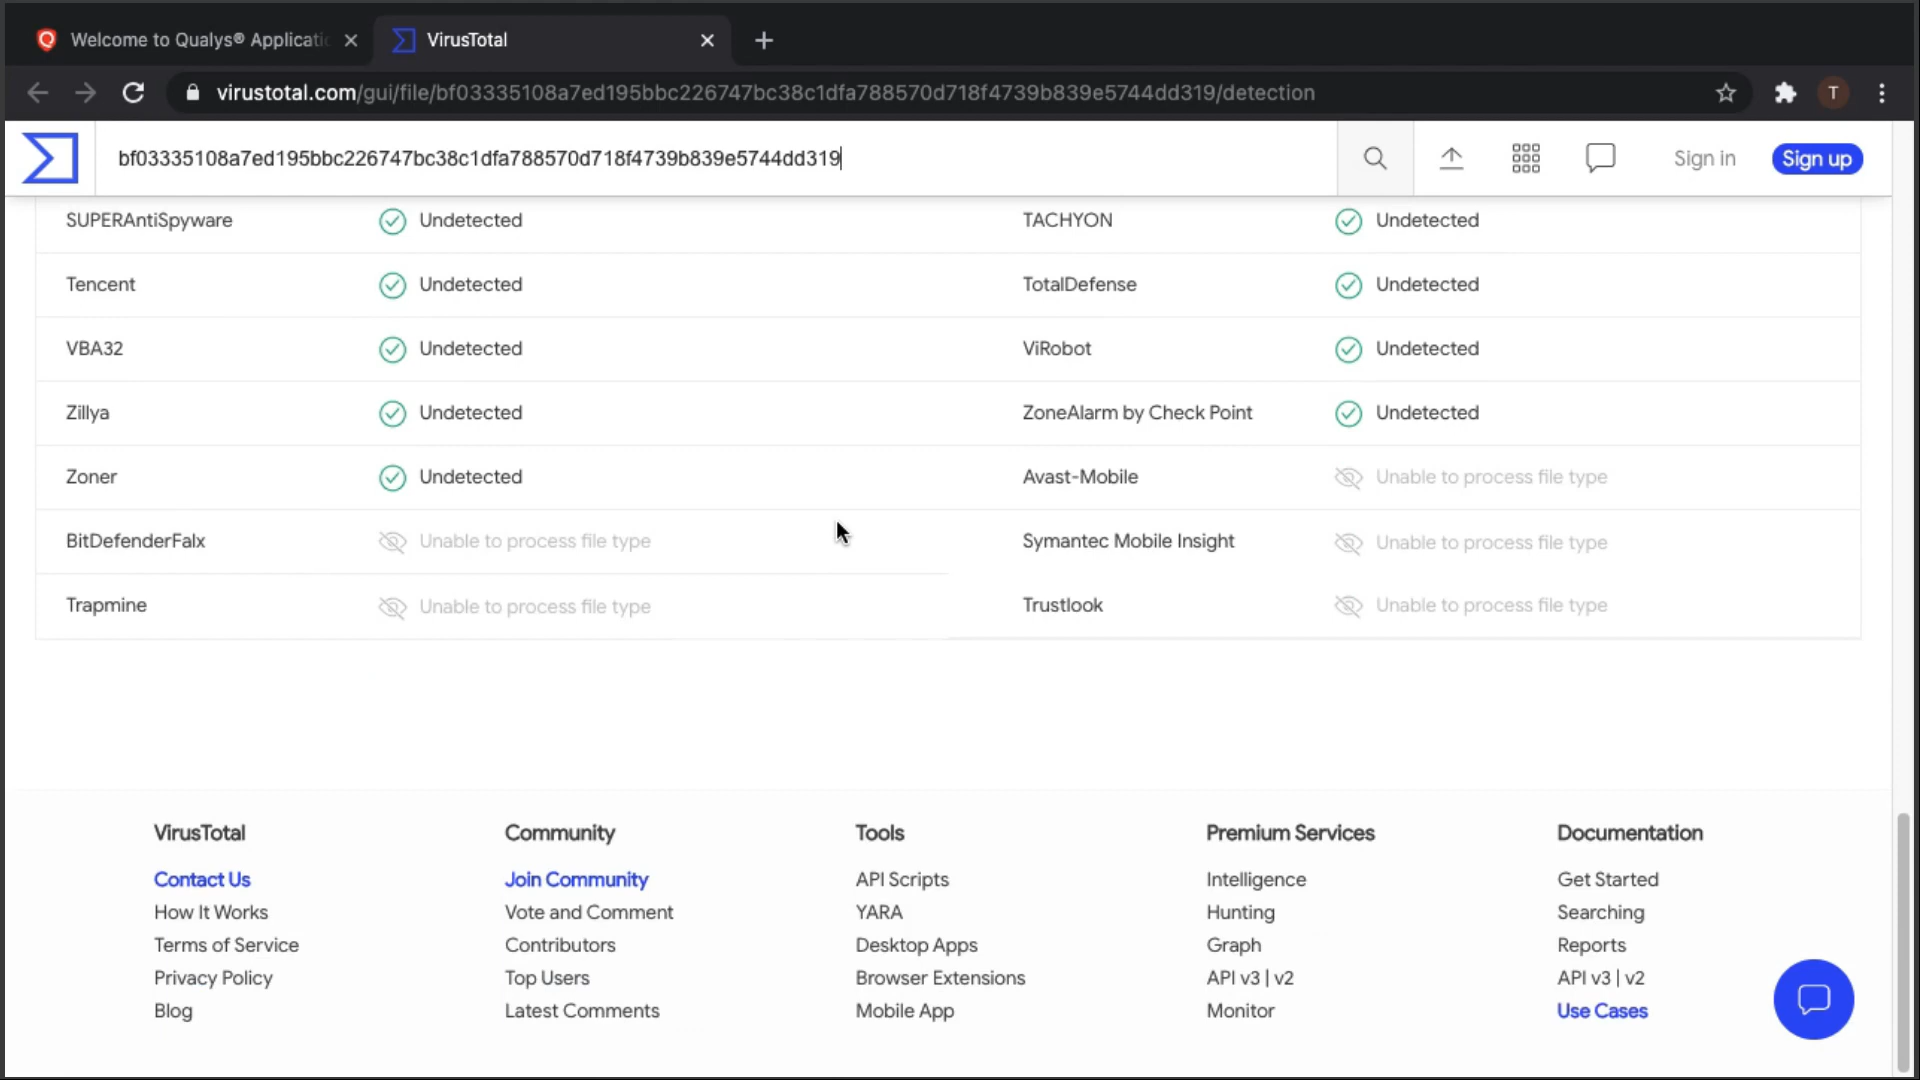 Welcome to Qualys® Applicati
VirusTotal
virustotal.com/gui/file/bf03335108a7ed195bbc226747bc38c1dfa788570d718f4739b839e5744dd319/detection
T
bf03335108a7ed195bbc226747bc38c1dfa788570d718f4739b839e5744dd319
Sign in
Sign up
SUPERAntiSpyware Undetected TACHYON Undetected
Tencent Undetected TotalDefense Undetected
VBA32 Undetected ViRobot Undetected
Zillya Undetected ZoneAlarm by Check Point Undetected
Zoner Undetected Avast-Mobile Unable to process file type
BitDefenderFalx Unable to process file type Symantec Mobile Insight Unable to process file type
Trapmine Unable to process file type Trustlook Unable to process file type
VirusTotal
Contact Us
How It Works
Terms of Service
Privacy Policy
Blog
Community
Join Community
Vote and Comment
Contributors
Top Users
Latest Comments
Tools
API Scripts
YARA
Desktop Apps
Browser Extensions
Mobile App
Premium Services
Intelligence
Hunting
Graph
API v3 | v2
Monitor
Documentation
Get Started
Searching
Reports
API v3 | v2
Use Cases